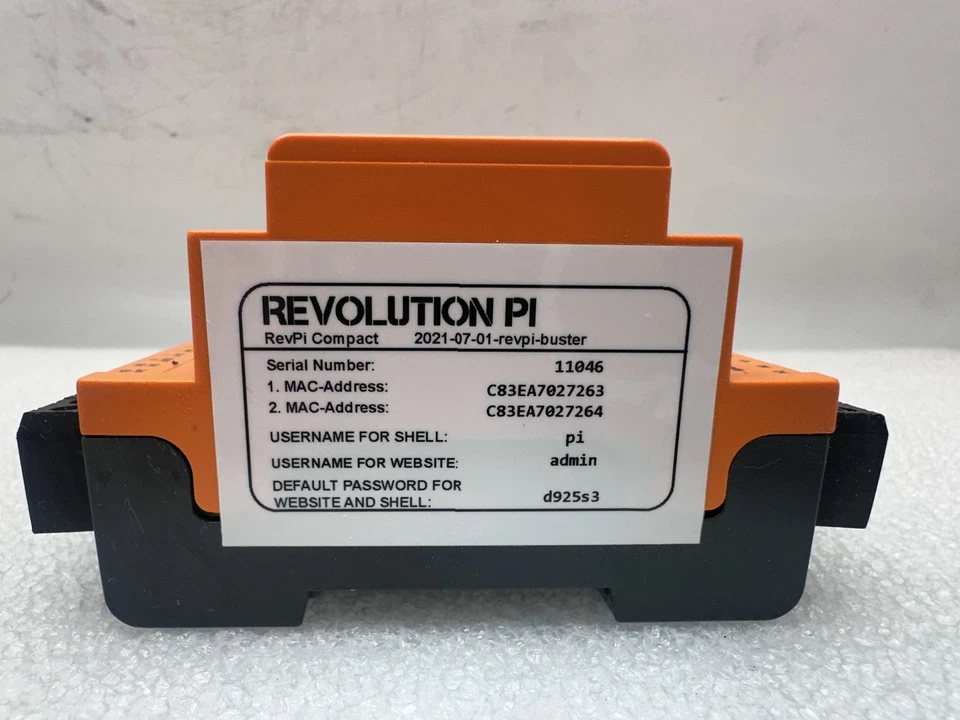 REVOLUTION PI
RevPi Compact 2021-07-01-revpi-buster
Serial Number: 11046
1. MAC-Address: C83EA7027263
2. MAC-Address: C83EA7027264
USERNAME FOR SHELL: pi
USERNAME FOR WEBSITE: admin
DEFAULT PASSWORD FOR
WEBSITE AND SHELL: d925s3